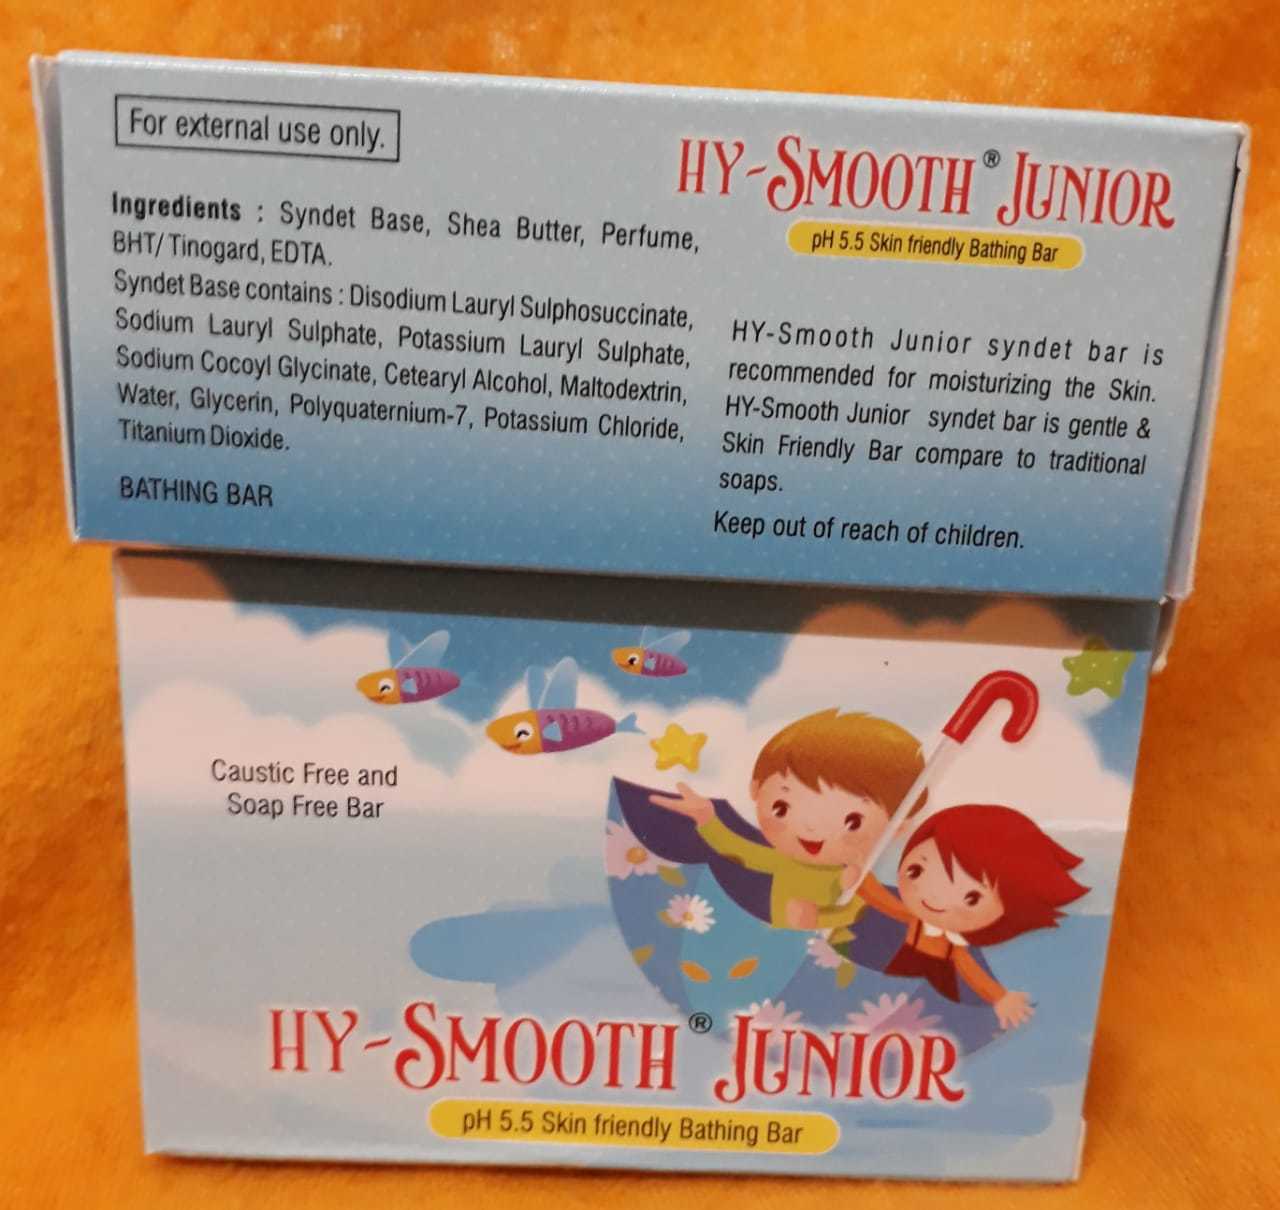 For external use only.
Ingredients : Syndet Base, Shea Butter, Perfume,
BHT/ Tinogard, EDTA.
Syndet Base contains : Disodium Lauryl Sulphosuccinate,
Sodium Lauryl Sulphate, Potassium Lauryl Sulphate,
Sodium Cocoyl Glycinate, Cetearyl Alcohol, Maltodextrin,
Water, Glycerin, Polyquaternium-7, Potassium Chloride,
Titanium Dioxide.
BATHING BAR
HY-SMOOTH® JUNIOR
pH 5.5 Skin friendly Bathing Bar
HY-Smooth Junior syndet bar is
recommended for moisturizing the Skin.
HY-Smooth Junior syndet bar is gentle &
Skin Friendly Bar compare to traditional
soaps.
Keep out of reach of children.
Caustic Free and
Soap Free Bar
HY-SMOOTH® JUNIOR
pH 5.5 Skin friendly Bathing Bar